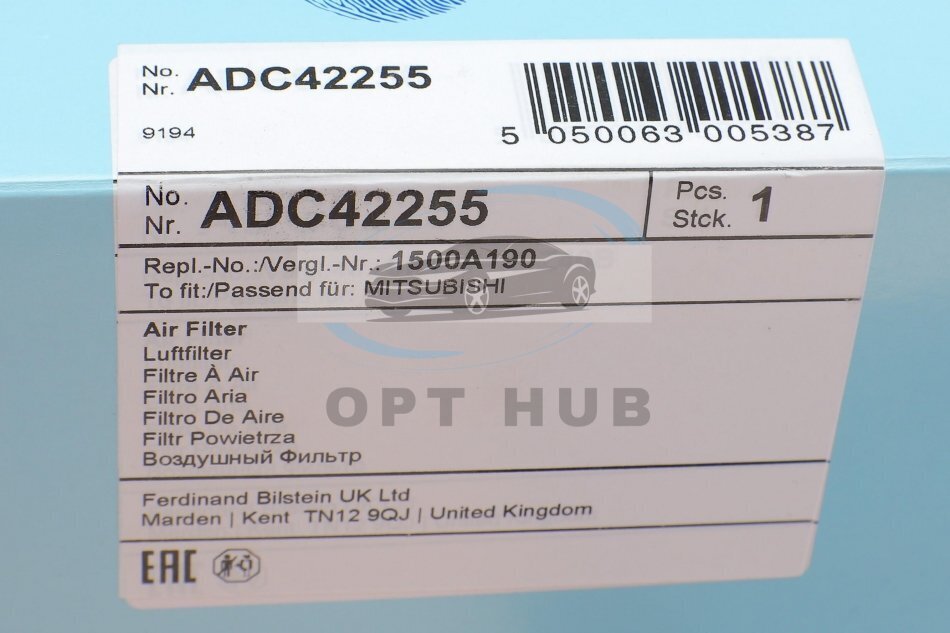 No. ADC42255
Nr.
9194
5 050063 005387
No. ADC42255
Nr.
Pcs. 1
Stck.
Repl.-No.:/Vergl.-Nr.: 1500A190
To fit:/Passend für: MITSUBISHI
Air Filter
Luftfilter
Filtre À Air
Filtro Aria
Filtro De Aire
Filtr Powietrza
Воздушный Фильтр
OPT HUB
Ferdinand Bilstein UK Ltd
Marden | Kent TN12 9QJ | United Kingdom
EAC